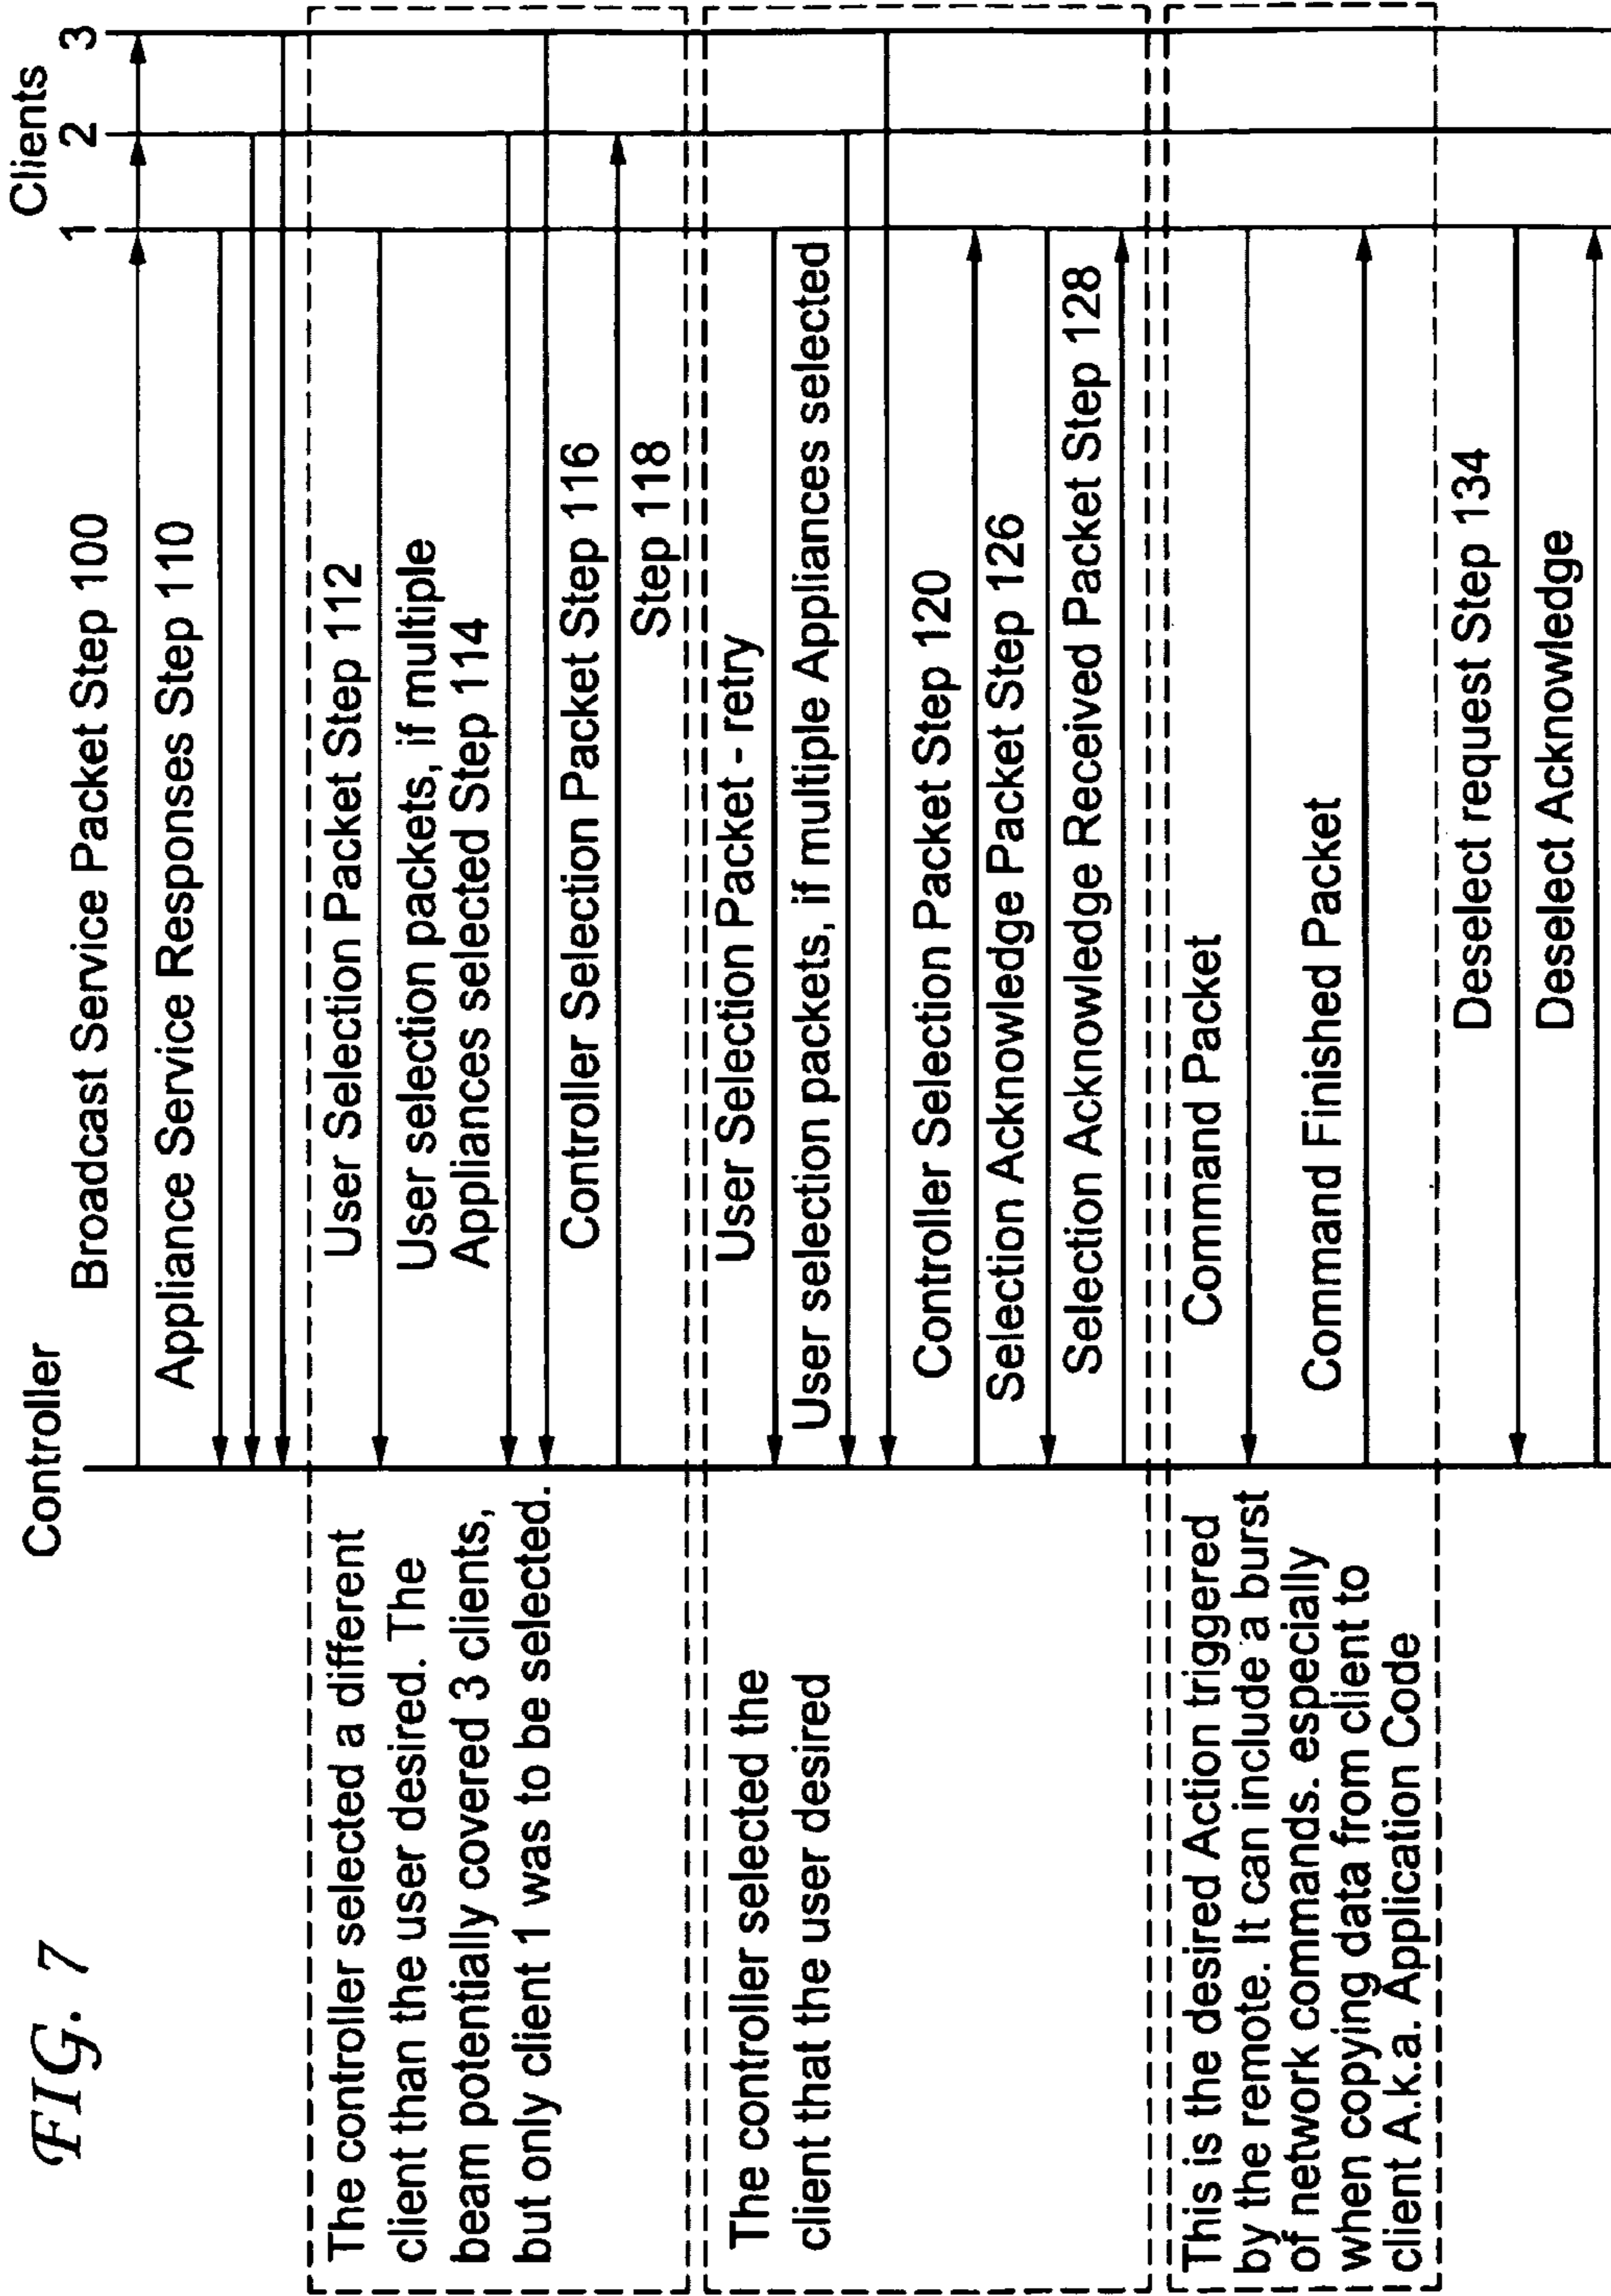 FIG. 7
Controller
Clients
1 2 3
Broadcast Service Packet Step 100
Appliance Service Responses Step 110
The controller selected a different
client than the user desired. The
beam potentially covered 3 clients,
but only client 1 was to be selected.
User Selection Packet Step 112
User selection packets, if multiple
Appliances selected Step 114
Controller Selection Packet Step 116
Step 118
The controller selected the
client that the user desired
User Selection Packet - retry
User selection packets, if multiple Appliances selected
Controller Selection Packet Step 120
Selection Acknowledge Packet Step 126
Selection Acknowledge Received Packet Step 128
This is the desired Action triggered
by the remote. It can include a burst
of network commands. especially
when copying data from client to
client A.k.a. Application Code
Command Packet
Command Finished Packet
Deselect request Step 134
Deselect Acknowledge